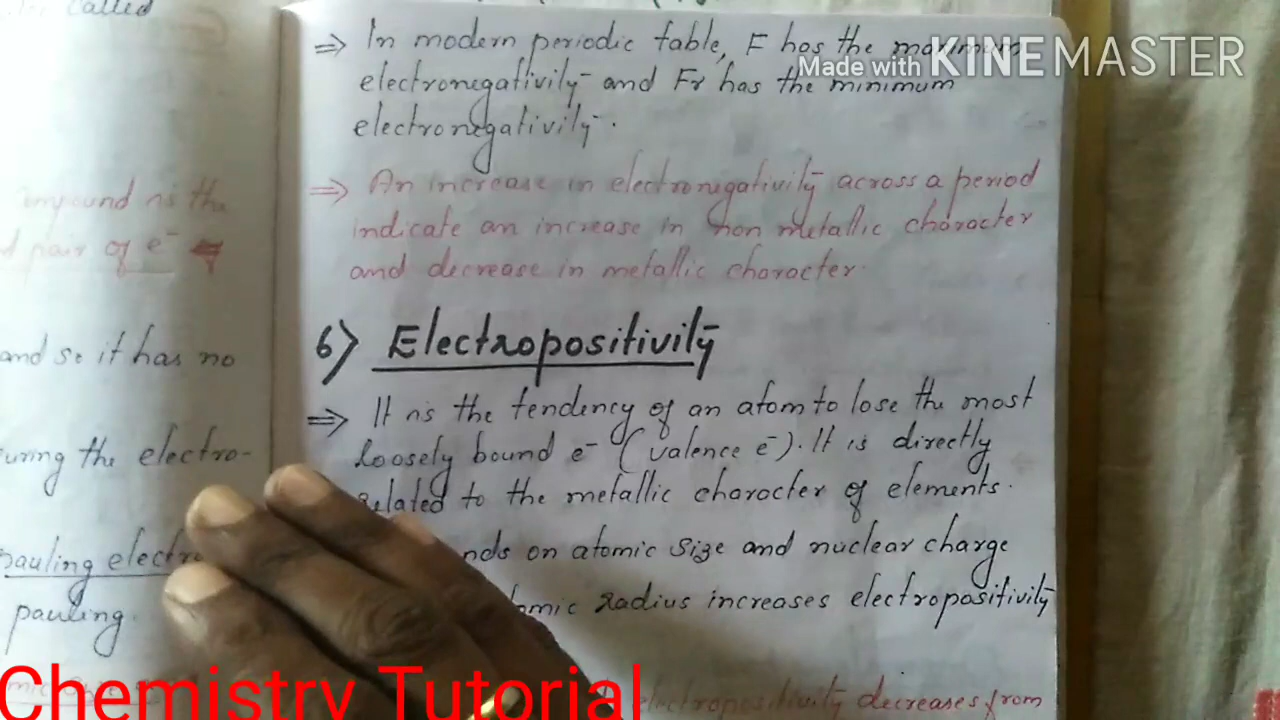 called
ompound is the
pair of e⁻
and so it has no
uring the electro-
pauling electro
pauling.
⇒ In modern periodic table, F has the maximum
electronegativity and Fr has the minimum
electronegativity.
⇒ An increase in electronegativity across a period
indicate an increase in non metallic character
and decrease in metallic character.
6) Electropositivity
⇒ It is the tendency of an atom to lose the most
loosely bound e⁻ (valence e⁻). It is directly
related to the metallic character of elements.
nds on atomic size and nuclear charge
omic radius increases electropositivity
electropositivity decreases from
Made with KINEMASTER
Chemistry Tutorial